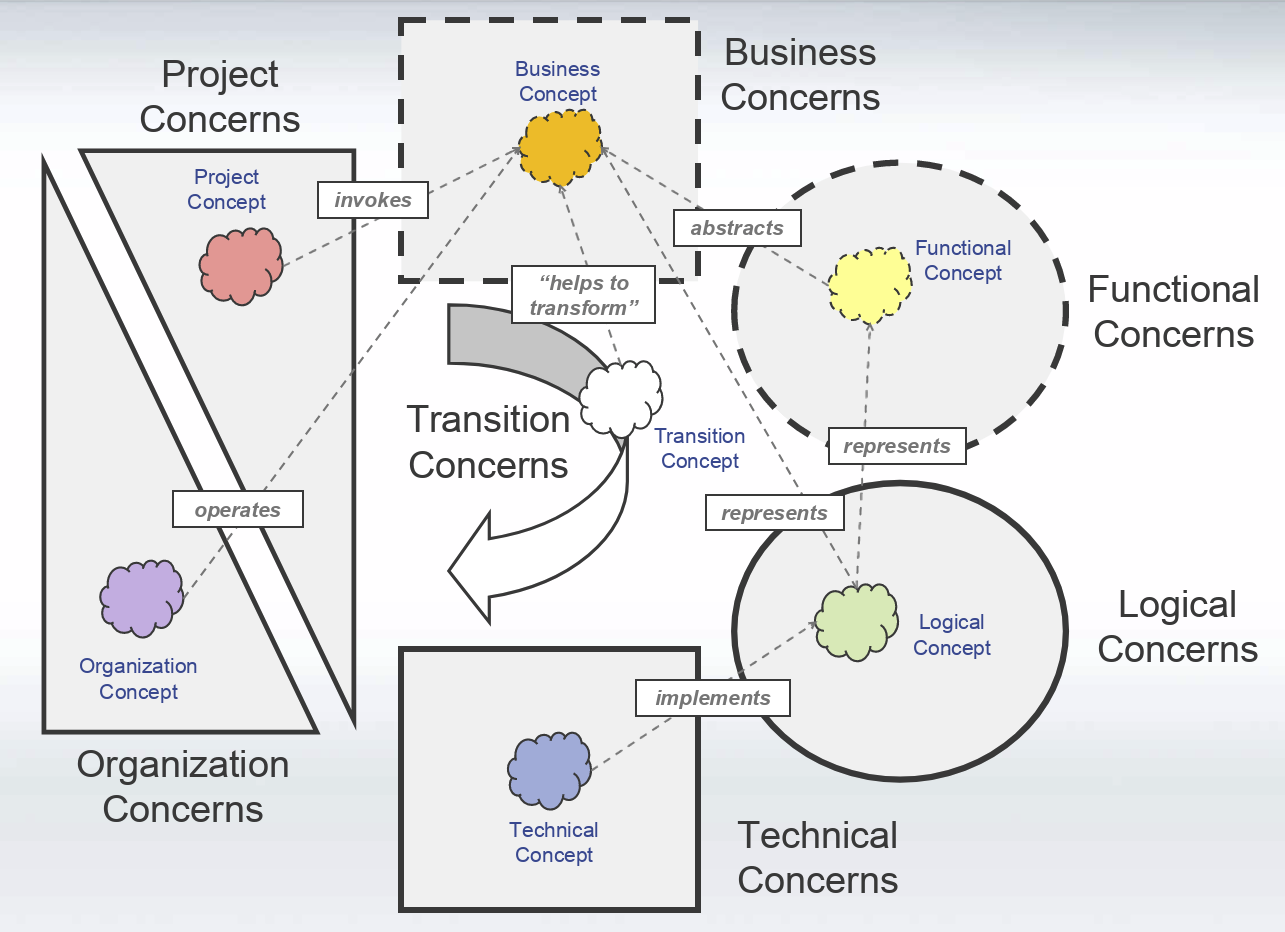 Project
Concerns
Project
Concept
invokes
Business
Concept
Business
Concerns
abstracts
Functional
Concept
Functional
Concerns
“helps to
transform”
Transition
Concerns
Transition
Concept
represents
represents
operates
Organization
Concept
Organization
Concerns
Logical
Concept
Logical
Concerns
implements
Technical
Concept
Technical
Concerns